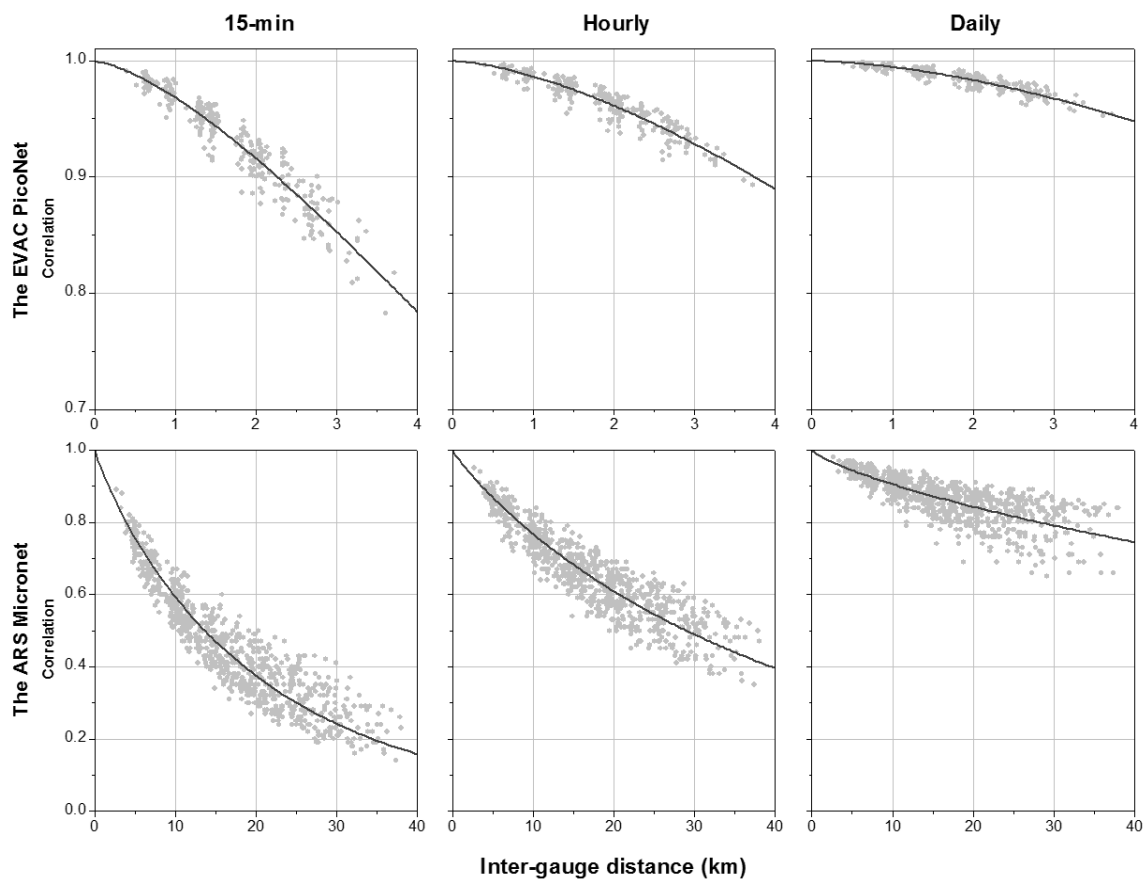 15-min Hourly Daily
The EVAC PicoNet
Correlation
1.0
0.9
0.8
0.7
0 1 2 3 4
0 1 2 3 4
0 1 2 3 4
The ARS Micronet
Correlation
1.0
0.8
0.6
0.4
0.2
0.0
0 10 20 30 40
0 10 20 30 40
0 10 20 30 40
Inter-gauge distance (km)